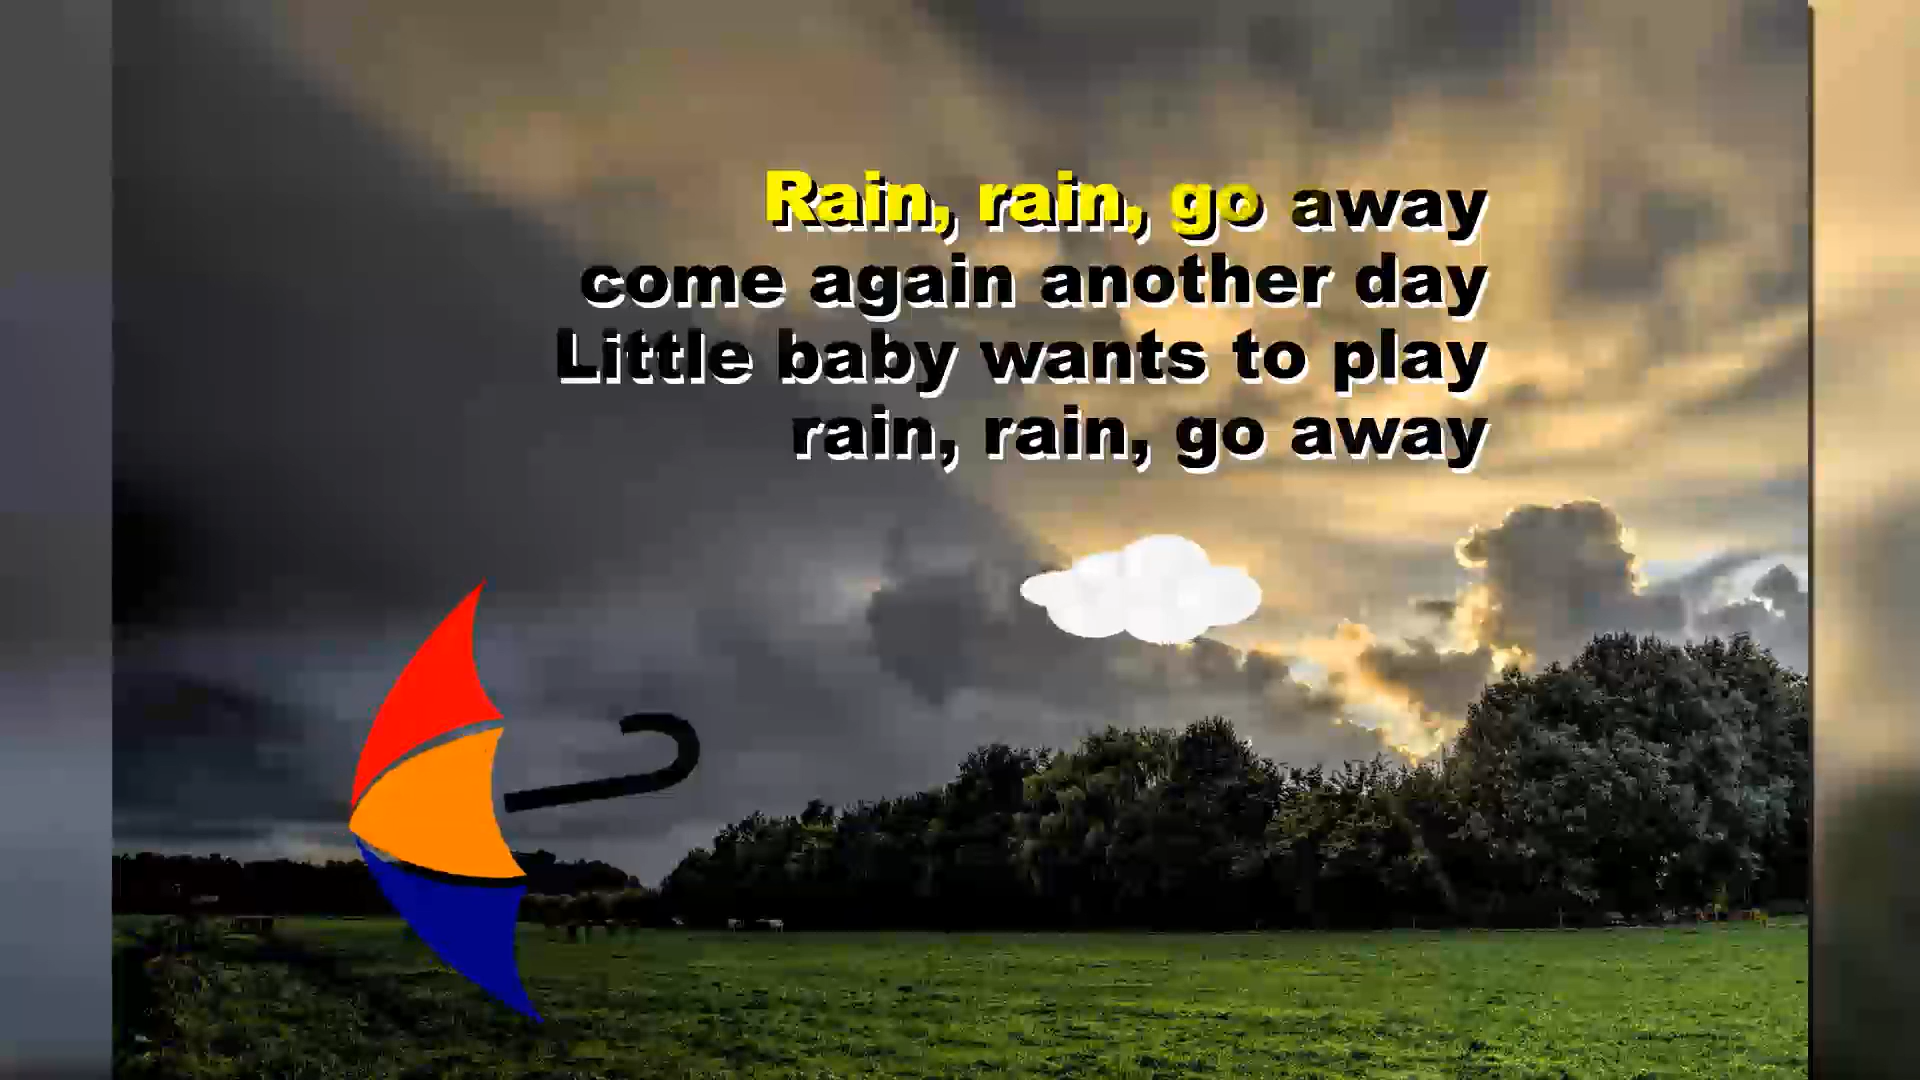 Rain, rain, go away
come again another day
Little baby wants to play
rain, rain, go away